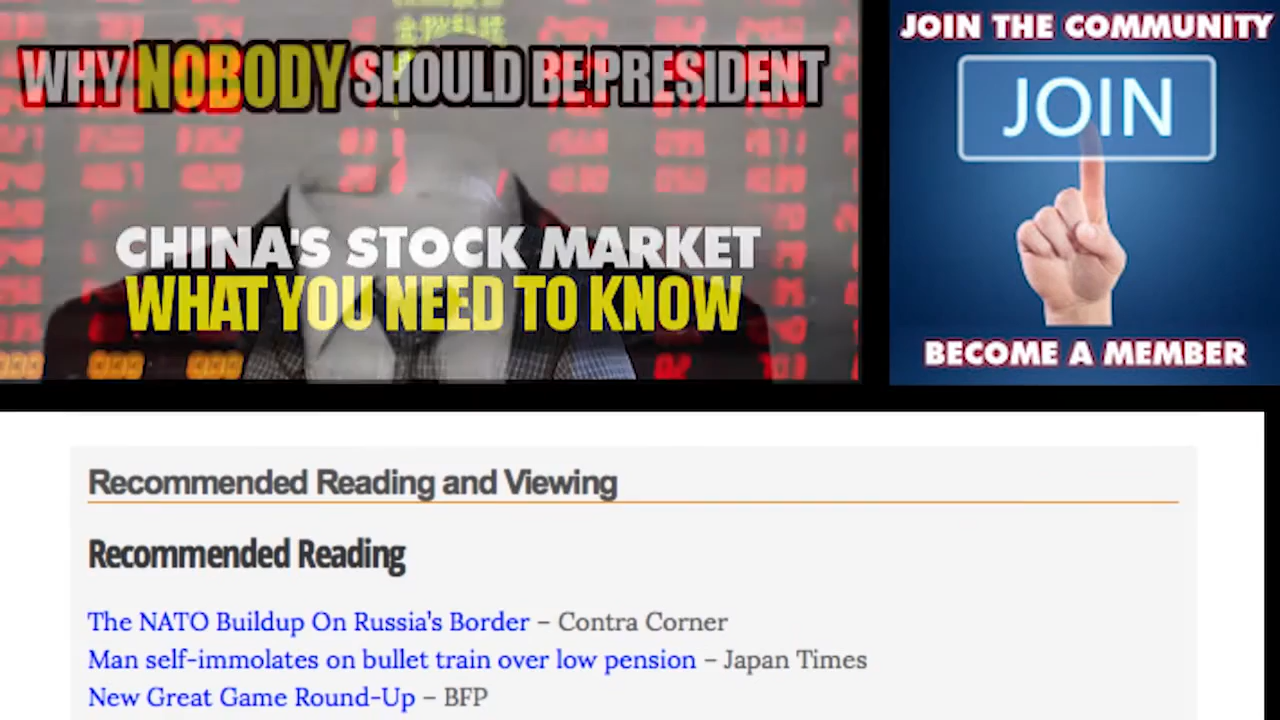 WHY NOBODY SHOULD BE PRESIDENT
CHINA'S STOCK MARKET
WHAT YOU NEED TO KNOW
JOIN THE COMMUNITY
JOIN
BECOME A MEMBER
Recommended Reading and Viewing
Recommended Reading
The NATO Buildup On Russia's Border – Contra Corner
Man self-immolates on bullet train over low pension – Japan Times
New Great Game Round-Up – BFP